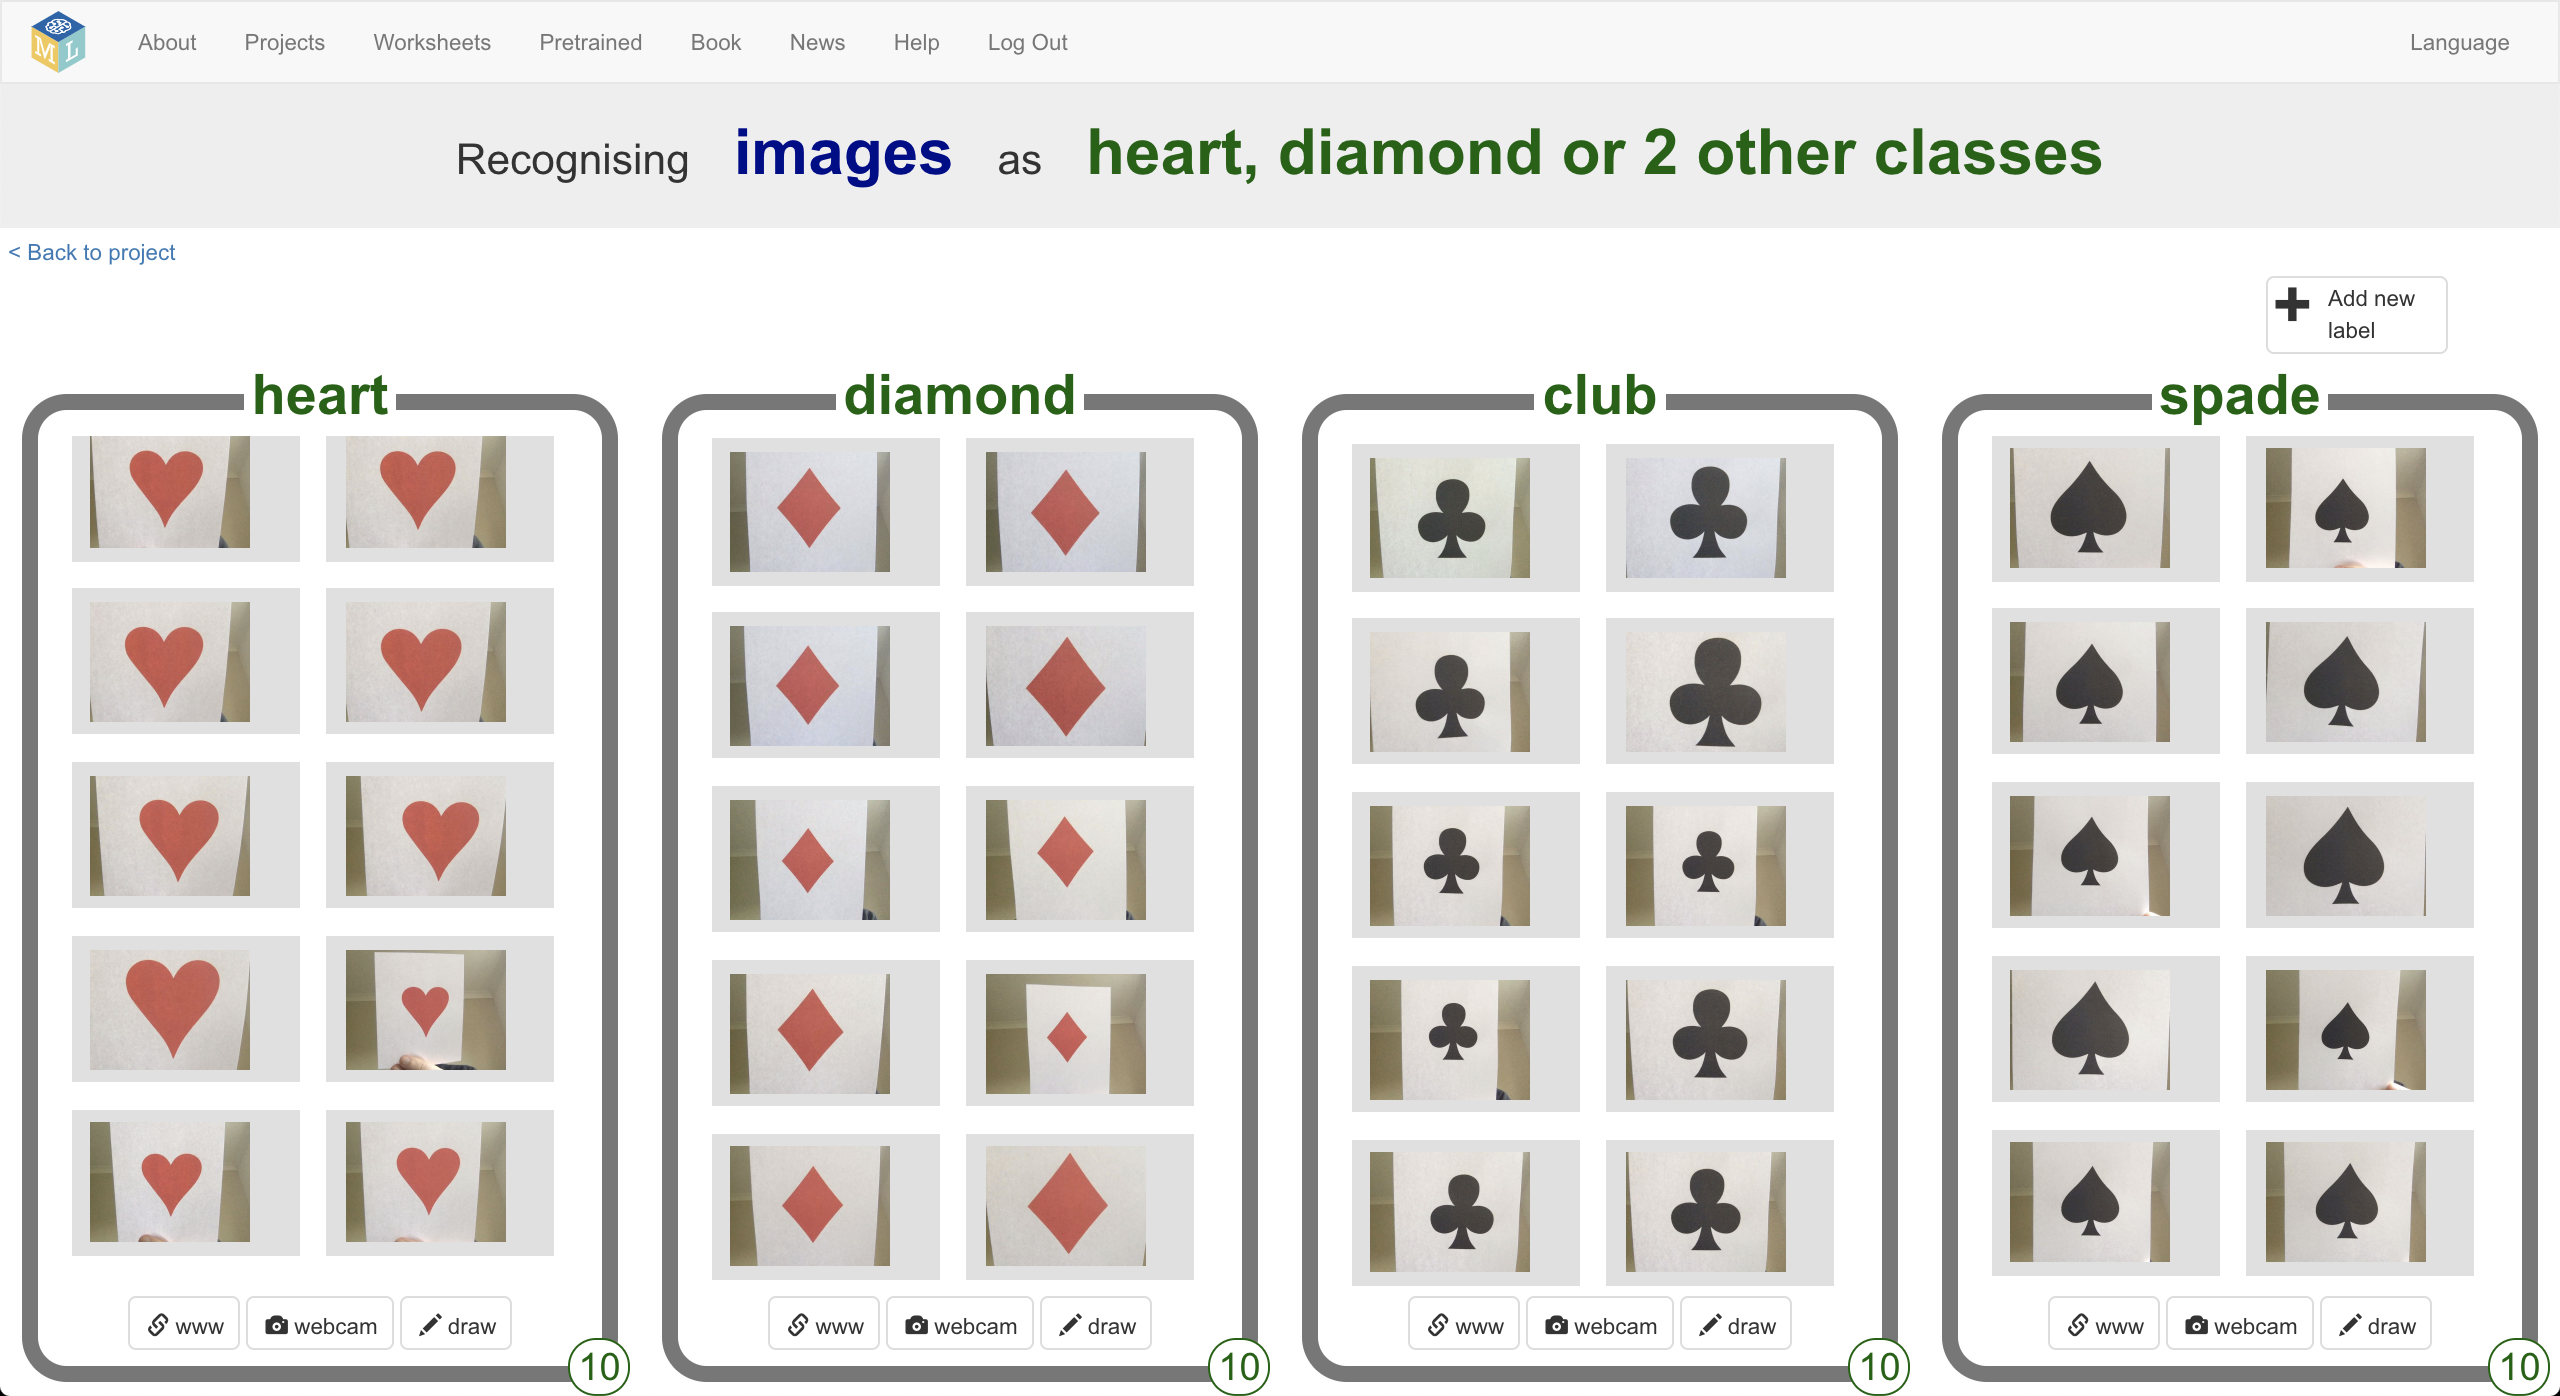 M L About Projects Worksheets Pretrained Book News Help Log Out Language
Recognising images as heart, diamond or 2 other classes
< Back to project
Add new
label
heart diamond club spade
www webcam draw www webcam draw www webcam draw www webcam draw
10 10 10 10